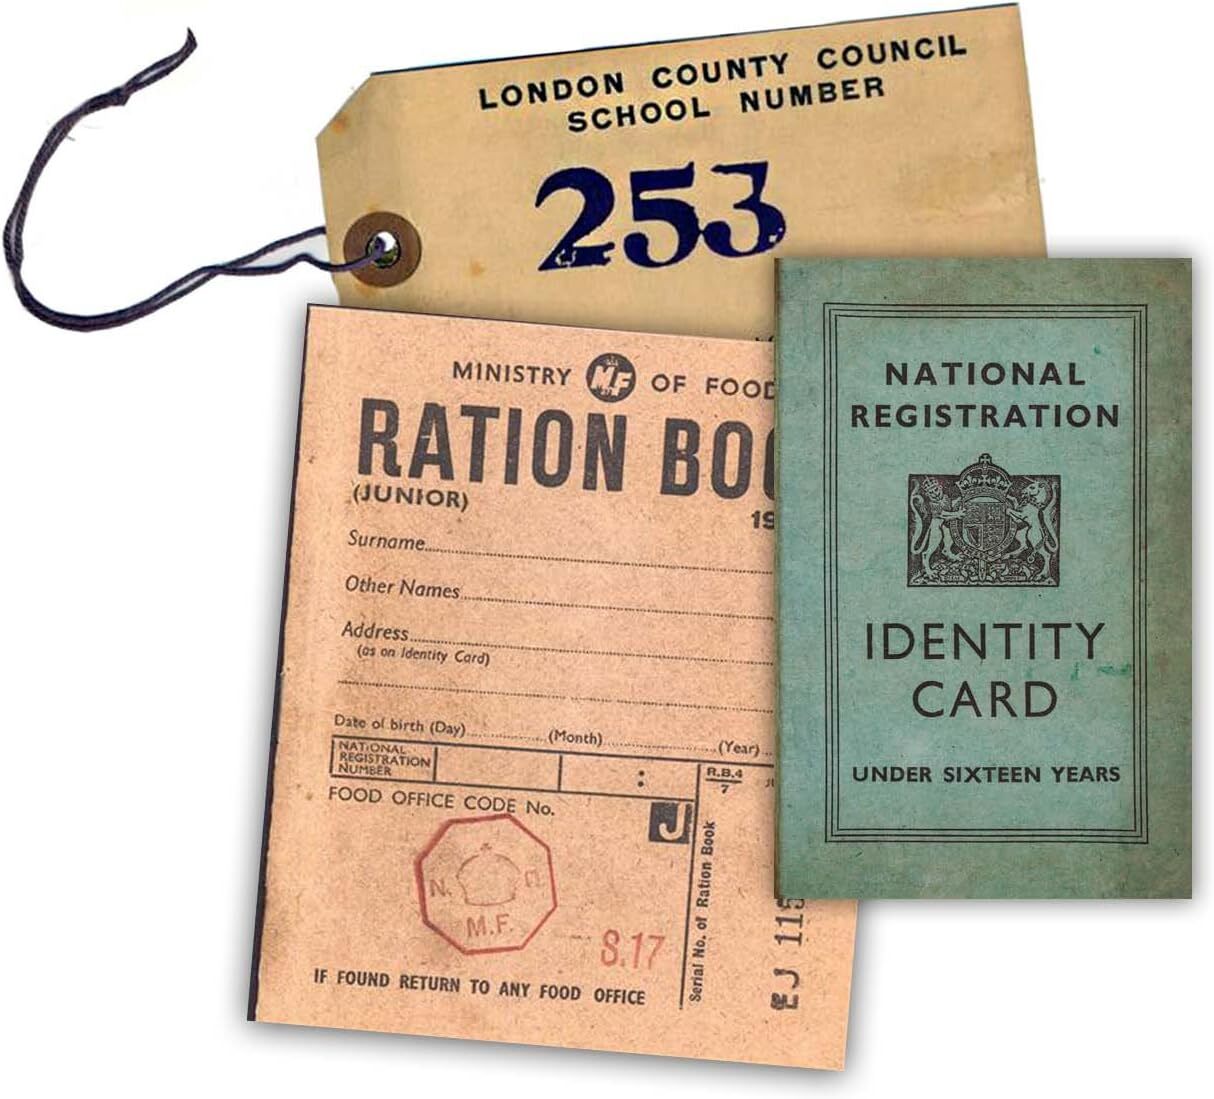 LONDON COUNTY COUNCIL
SCHOOL NUMBER
253
MINISTRY MF OF FOOD
RATION BOO
(JUNIOR)
19
Surname
Other Names
Address
(as on Identity Card)
Date of birth (Day) (Month) (Year)
NATIONAL
REGISTRATION
NUMBER
:
R.B.4
7
FOOD OFFICE CODE No.
J
N.
M.F.
S.17
Serial No. of Ration Book
EJ 115
IF FOUND RETURN TO ANY FOOD OFFICE
NATIONAL
REGISTRATION
IDENTITY
CARD
UNDER SIXTEEN YEARS